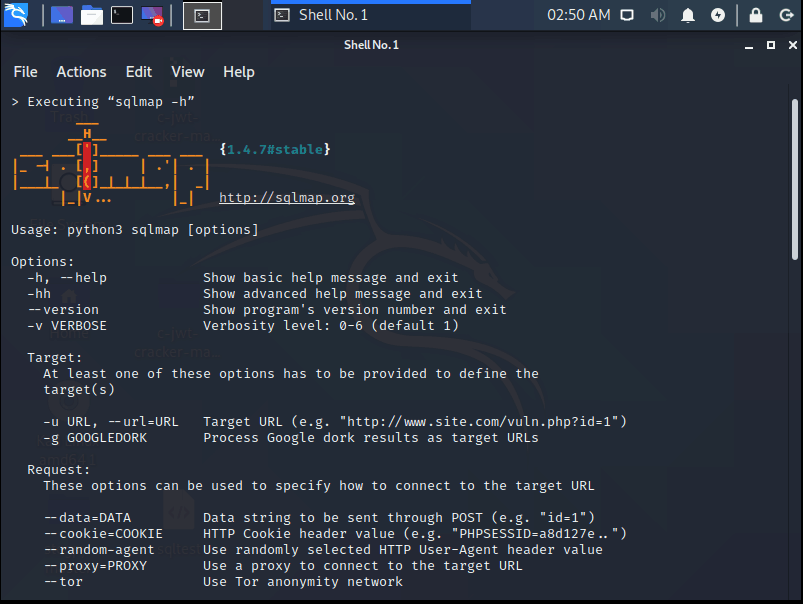 Shell No. 1
02:50 AM
Shell No. 1
File Actions Edit View Help
> Executing “sqlmap -h”
{1.4.7#stable}
http://sqlmap.org
Usage: python3 sqlmap [options]
Options:
-h, --help Show basic help message and exit
-hh Show advanced help message and exit
--version Show program's version number and exit
-v VERBOSE Verbosity level: 0-6 (default 1)
Target:
At least one of these options has to be provided to define the
target(s)
-u URL, --url=URL Target URL (e.g. "http://www.site.com/vuln.php?id=1")
-g GOOGLEDORK Process Google dork results as target URLs
Request:
These options can be used to specify how to connect to the target URL
--data=DATA Data string to be sent through POST (e.g. "id=1")
--cookie=COOKIE HTTP Cookie header value (e.g. "PHPSESSID=a8d127e..")
--random-agent Use randomly selected HTTP User-Agent header value
--proxy=PROXY Use a proxy to connect to the target URL
--tor Use Tor anonymity network